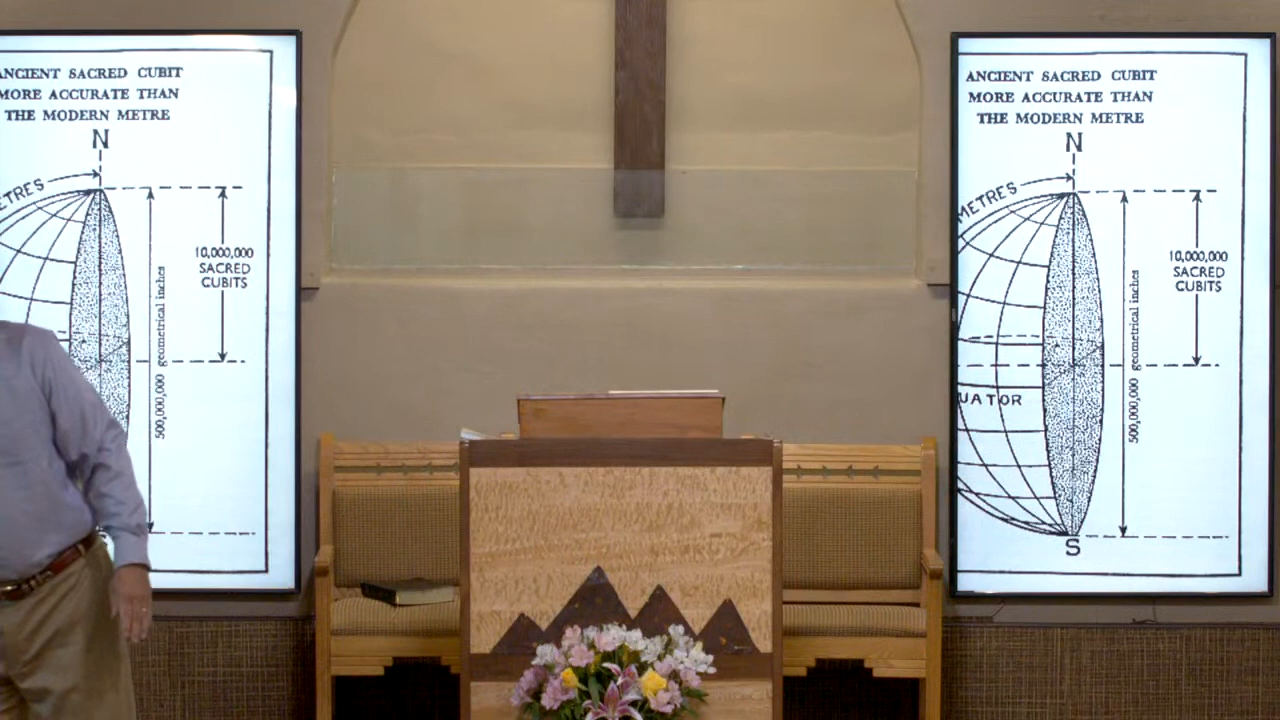 ANCIENT SACRED CUBIT
MORE ACCURATE THAN
THE MODERN METRE
N
10,000,000
SACRED
CUBITS
500,000,000 geometrical inches
ANCIENT SACRED CUBIT
MORE ACCURATE THAN
THE MODERN METRE
N
METRES
10,000,000
SACRED
CUBITS
500,000,000 geometrical inches
S